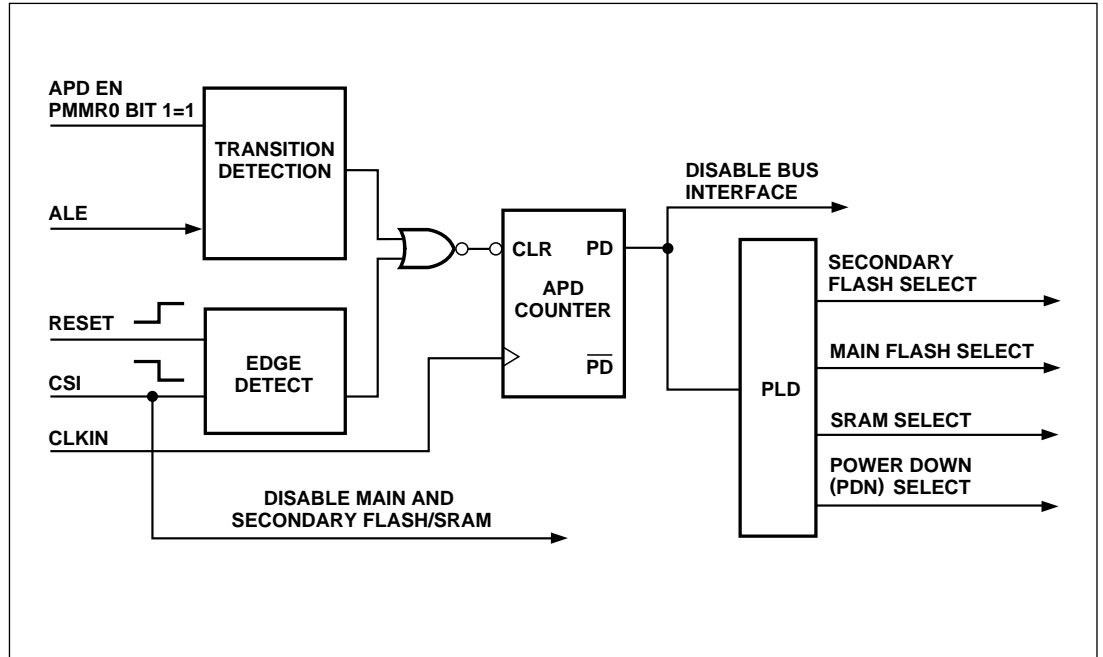 APD EN
PMMR0 BIT 1=1
TRANSITION
DETECTION
ALE
RESET
CSI
EDGE
DETECT
CLKIN
DISABLE MAIN AND
SECONDARY FLASH/SRAM
CLR PD
APD
COUNTER
PD
DISABLE BUS
INTERFACE
PLD
SECONDARY
FLASH SELECT
MAIN FLASH SELECT
SRAM SELECT
POWER DOWN
(PDN) SELECT